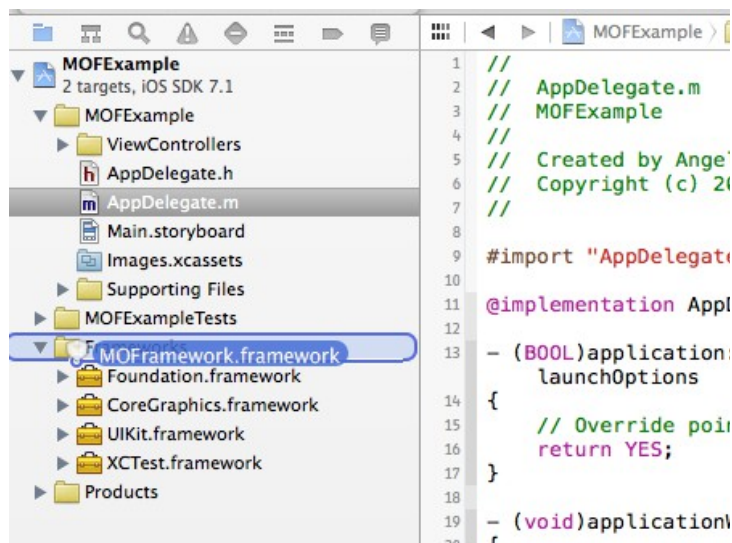 MOFExample
2 targets, iOS SDK 7.1
MOFExample
ViewControllers
h AppDelegate.h
m AppDelegate.m
Main.storyboard
Images.xcassets
Supporting Files
MOFExampleTests
Frameworks
MOFramework.framework
Foundation.framework
CoreGraphics.framework
UIKit.framework
XCTest.framework
Products
MOFExample
1 //
2 // AppDelegate.m
3 // MOFExample
4 //
5 // Created by Ange
6 // Copyright (c) 20
7 //
8
9 #import "AppDelegate
10
11 @implementation AppD
12
13 - (BOOL)application:
launchOptions
14 {
15 // Override poin
16 return YES;
17 }
18
19 - (void)applicationW
20 {